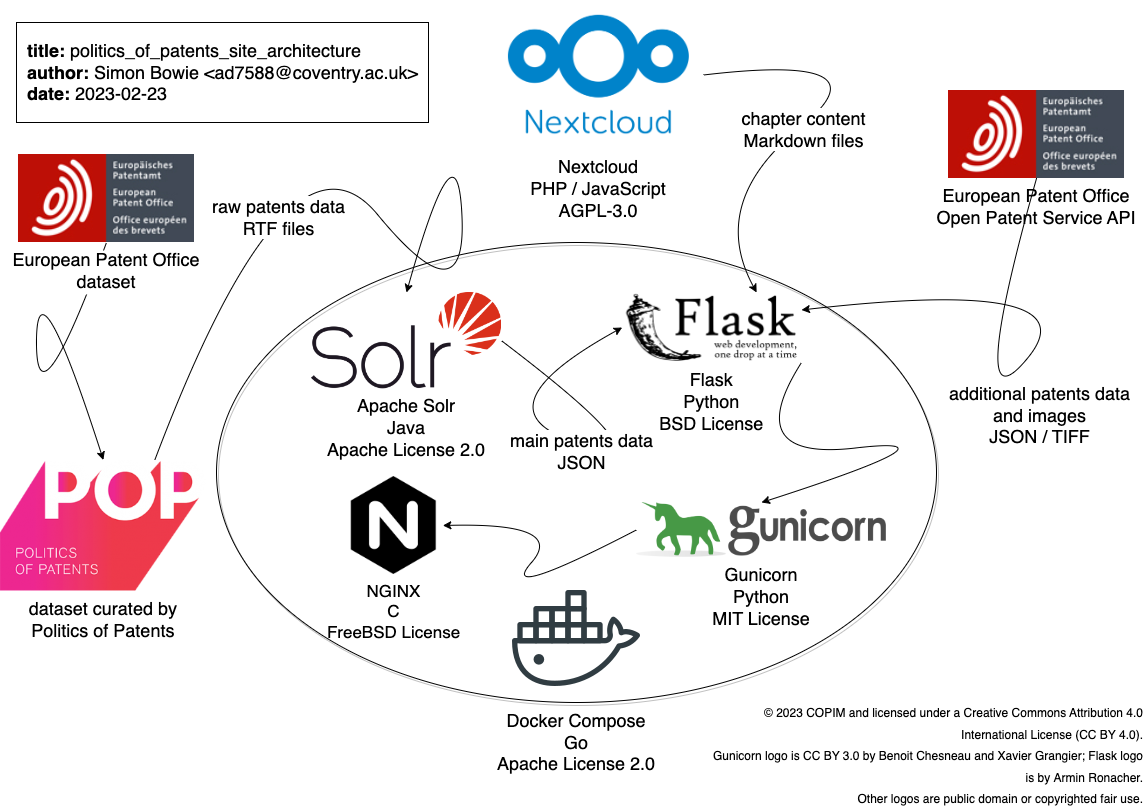 title: politics_of_patents_site_architecture
author: Simon Bowie <ad7588@coventry.ac.uk>
date: 2023-02-23
Nextcloud
Nextcloud
PHP / JavaScript
AGPL-3.0
chapter content
Markdown files
Europäisches
Patentamt
European
Patent Office
Office européen
des brevets
European Patent Office
Open Patent Service API
Europäisches
Patentamt
European
Patent Office
Office européen
des brevets
European Patent Office
dataset
raw patents data
RTF files
Solr
Apache Solr
Java
Apache License 2.0
Flask
web development,
one drop at a time
Flask
Python
BSD License
additional patents data
and images
JSON / TIFF
main patents data
JSON
POP
POLITICS
OF PATENTS
dataset curated by
Politics of Patents
N
NGINX
C
FreeBSD License
gunicorn
Gunicorn
Python
MIT License
Docker Compose
Go
Apache License 2.0
© 2023 COPIM and licensed under a Creative Commons Attribution 4.0
International License (CC BY 4.0).
Gunicorn logo is CC BY 3.0 by Benoit Chesneau and Xavier Grangier; Flask logo
is by Armin Ronacher.
Other logos are public domain or copyrighted fair use.